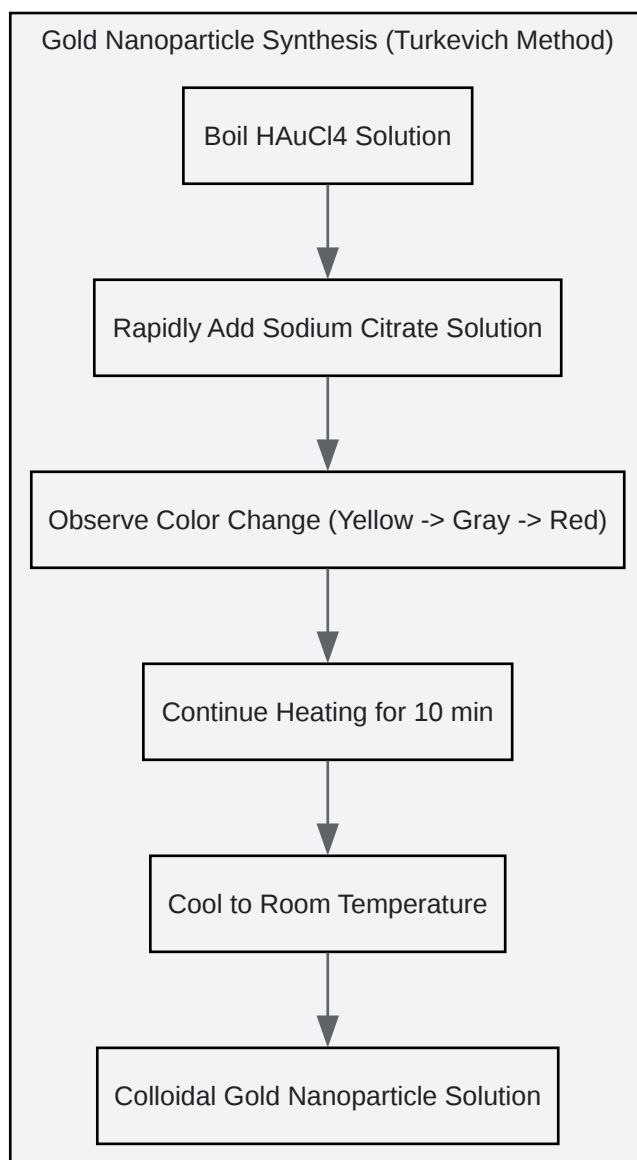 Gold Nanoparticle Synthesis (Turkevich Method)
Boil HAuCl4 Solution
Rapidly Add Sodium Citrate Solution
Observe Color Change (Yellow -> Gray -> Red)
Continue Heating for 10 min
Cool to Room Temperature
Colloidal Gold Nanoparticle Solution